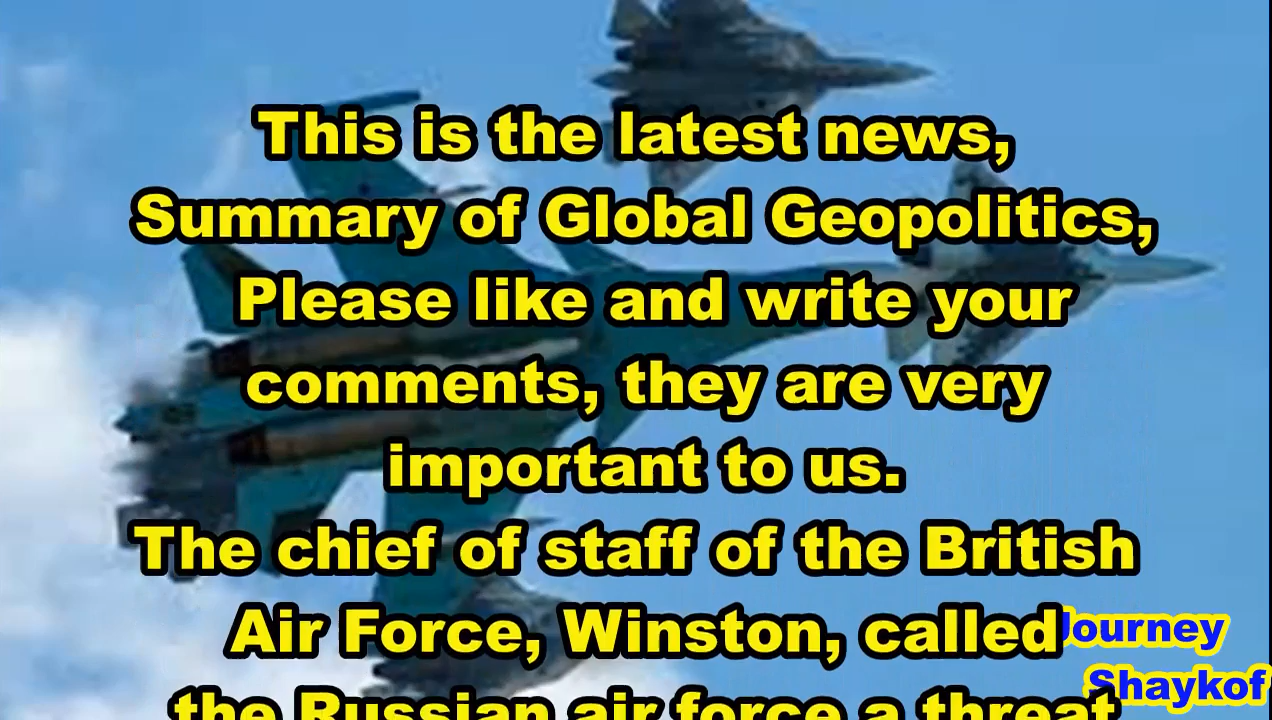 This is the latest news,
Summary of Global Geopolitics,
Please like and write your
comments, they are very
important to us.
The chief of staff of the British
Air Force, Winston, called
the Russian air force a threat
Journey
Shaykof